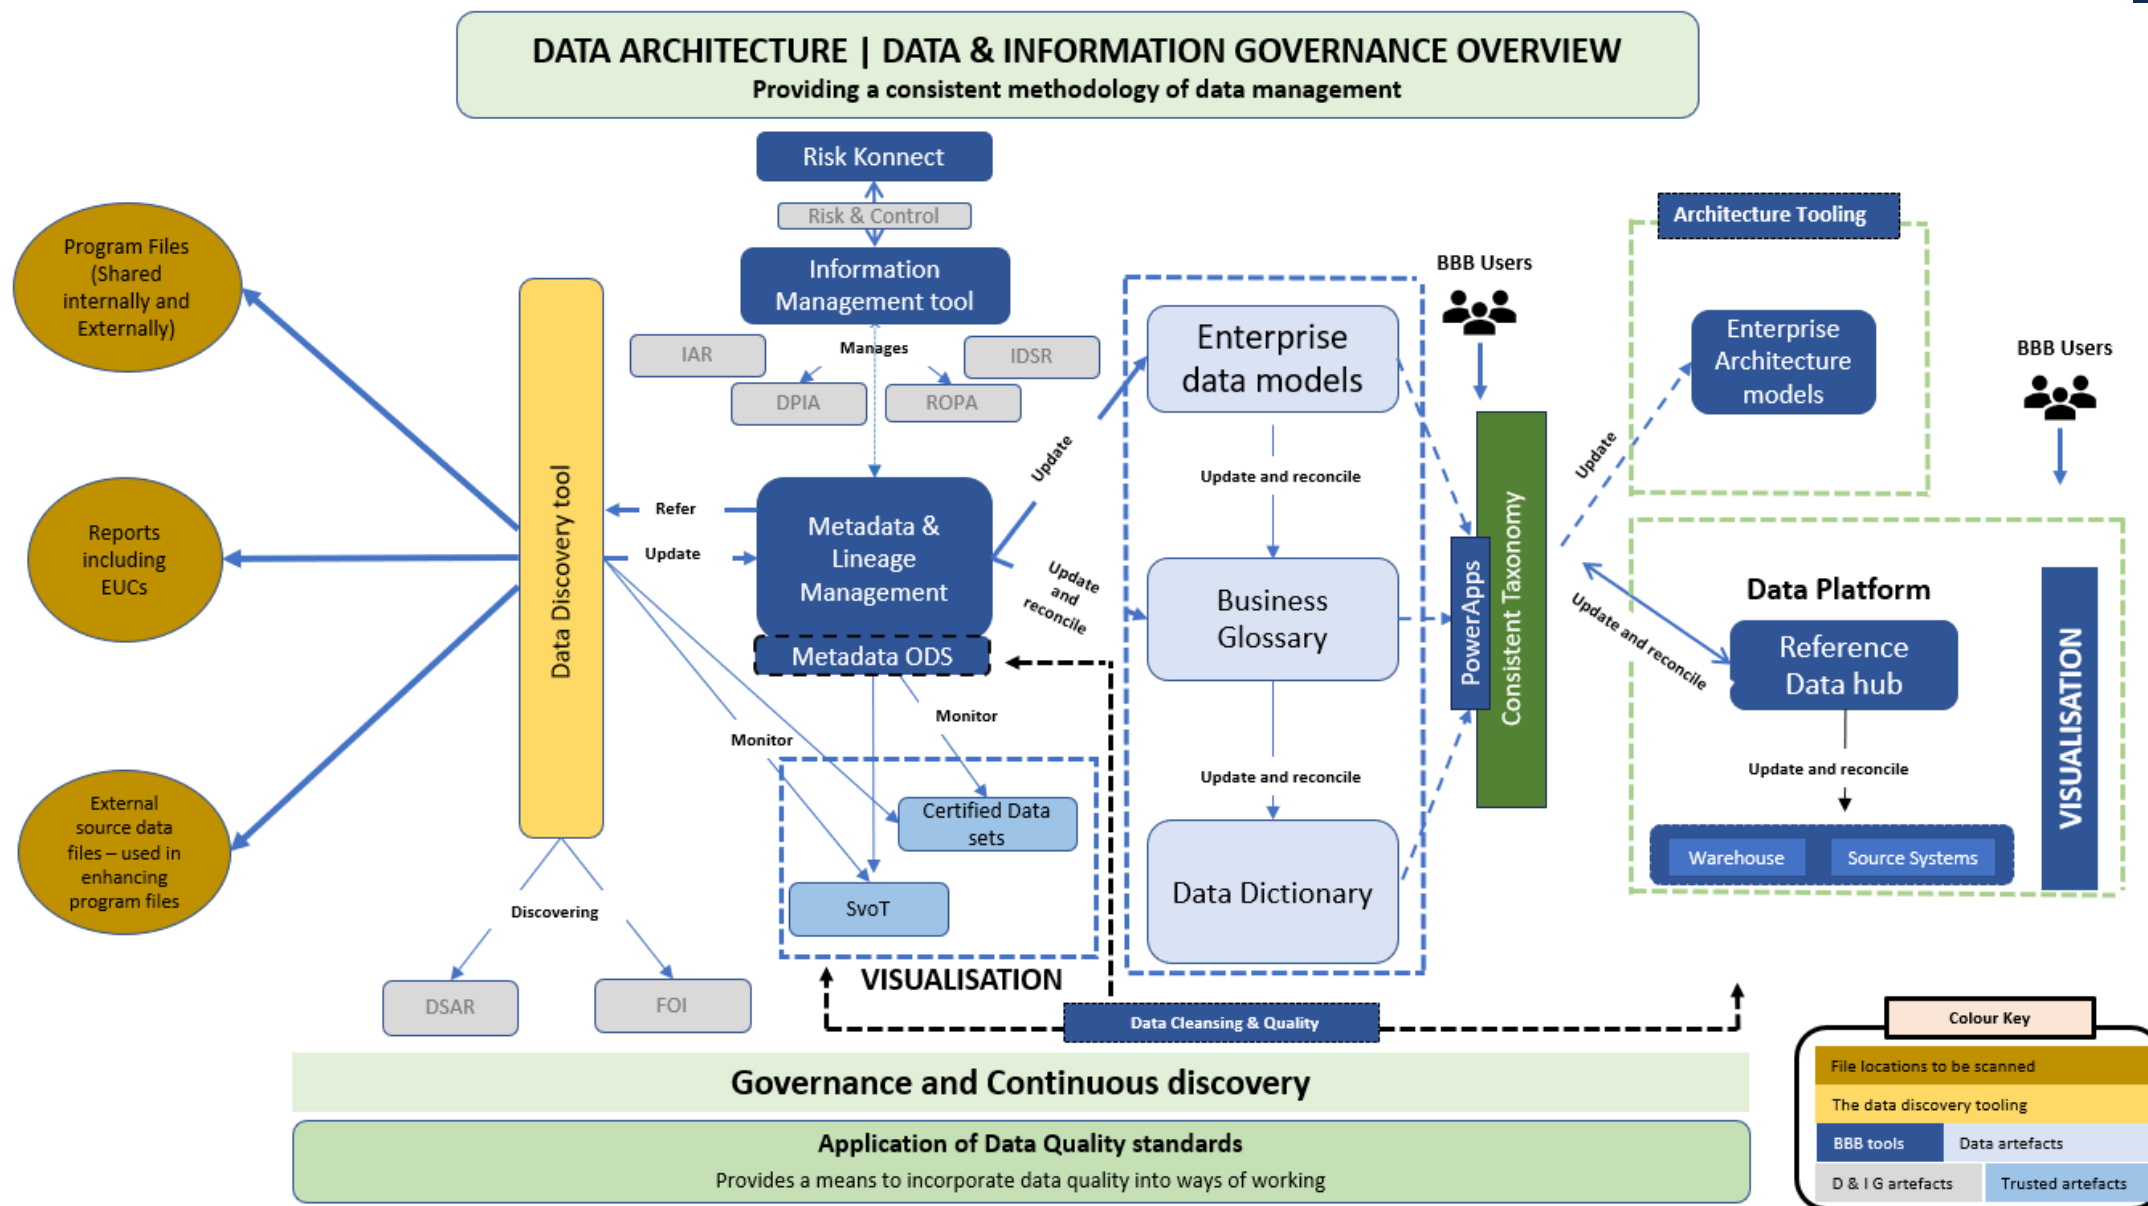 DATA ARCHITECTURE | DATA & INFORMATION GOVERNANCE OVERVIEW
Providing a consistent methodology of data management
Risk Konnect
Risk & Control
Information
Management tool
IAR
Manages
IDSR
DPIA
ROPA
Program Files
(Shared
internally and
Externally)
Reports
including
EUCs
External
source data
files – used in
enhancing
program files
Data Discovery tool
Refer
Update
Metadata &
Lineage
Management
Metadata ODS
Monitor
Monitor
Certified Data
sets
SvoT
VISUALISATION
Discovering
DSAR
FOI
Update
Update
and
reconcile
Enterprise
data models
Update and reconcile
Business
Glossary
Update and reconcile
Data Dictionary
BBB Users
PowerApps
Consistent Taxonomy
Update
Update and reconcile
Architecture Tooling
Enterprise
Architecture
models
BBB Users
Data Platform
Reference
Data hub
Update and reconcile
Warehouse
Source Systems
VISUALISATION
Data Cleansing & Quality
Governance and Continuous discovery
Application of Data Quality standards
Provides a means to incorporate data quality into ways of working
Colour Key
File locations to be scanned
The data discovery tooling
BBB tools
Data artefacts
D & I G artefacts
Trusted artefacts